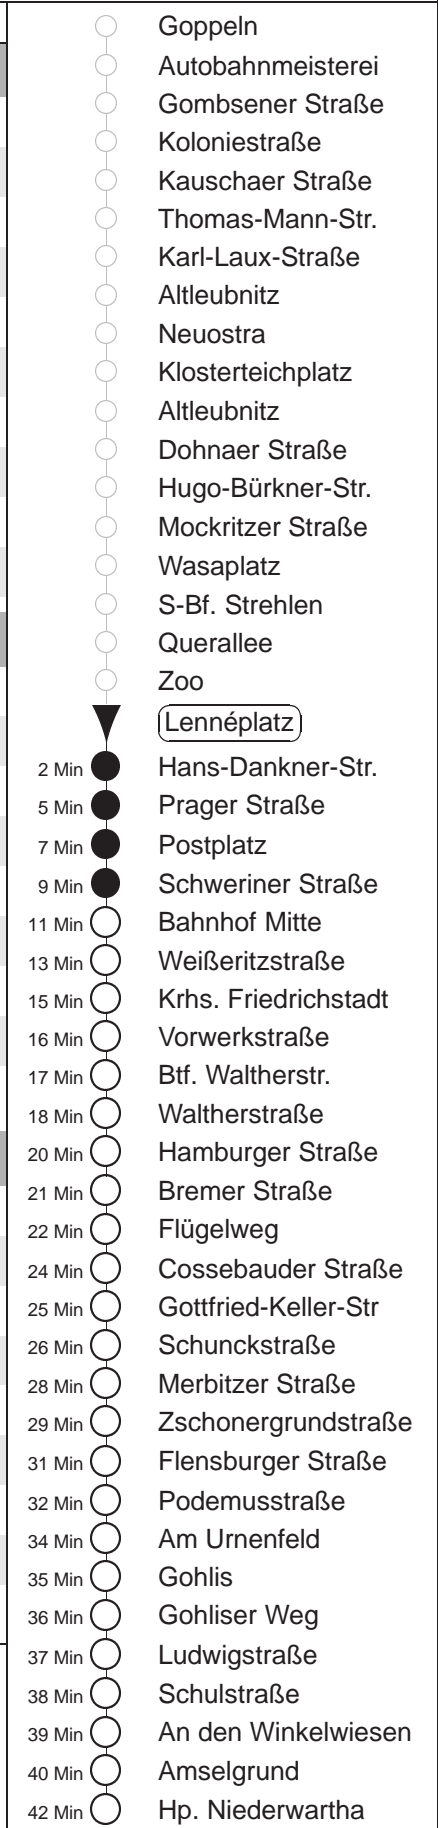 Goppeln
Autobahnmeisterei
Gombsener Straße
Koloniestraße
Kauschaer Straße
Thomas-Mann-Str.
Karl-Laux-Straße
Altleubnitz
Neuostra
Klosterteichplatz
Altleubnitz
Dohnaer Straße
Hugo-Bürkner-Str.
Mockritzer Straße
Wasaplatz
S-Bf. Strehlen
Querallee
Zoo
Lennéplatz
2 Min Hans-Dankner-Str.
5 Min Prager Straße
7 Min Postplatz
9 Min Schweriner Straße
11 Min Bahnhof Mitte
13 Min Weißeritzstraße
15 Min Krhs. Friedrichstadt
16 Min Vorwerkstraße
17 Min Btf. Waltherstr.
18 Min Waltherstraße
20 Min Hamburger Straße
21 Min Bremer Straße
22 Min Flügelweg
24 Min Cossebauder Straße
25 Min Gottfried-Keller-Str
26 Min Schunckstraße
28 Min Merbitzer Straße
29 Min Zschonergrundstraße
31 Min Flensburger Straße
32 Min Podemusstraße
34 Min Am Urnenfeld
35 Min Gohlis
36 Min Gohliser Weg
37 Min Ludwigstraße
38 Min Schulstraße
39 Min An den Winkelwiesen
40 Min Amselgrund
42 Min Hp. Niederwartha